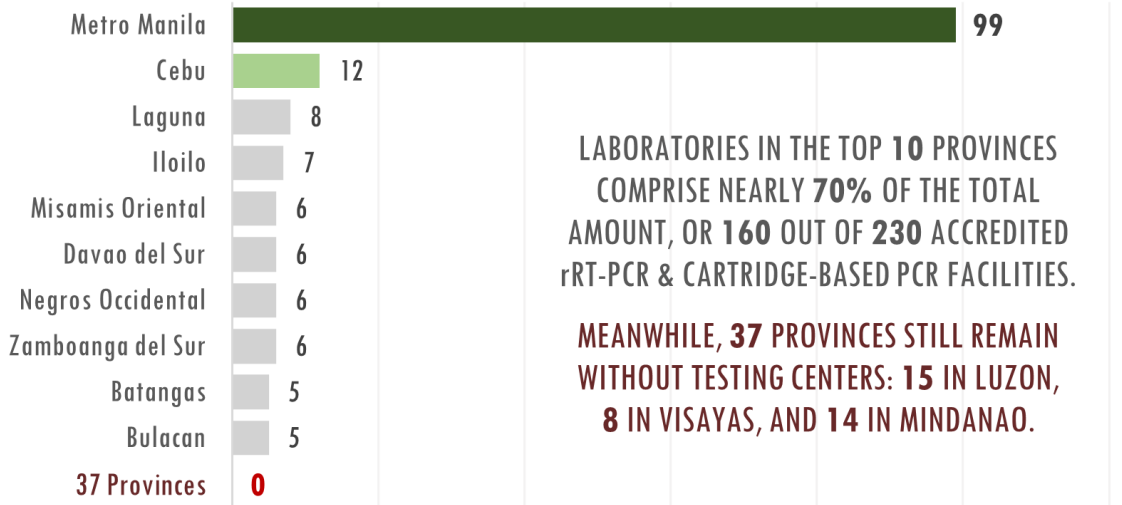 Metro Manila 99
Cebu 12
Laguna 8
Iloilo 7
Misamis Oriental 6
Davao del Sur 6
Negros Occidental 6
Zamboanga del Sur 6
Batangas 5
Bulacan 5
37 Provinces 0
LABORATORIES IN THE TOP 10 PROVINCES
COMPRISE NEARLY 70% OF THE TOTAL
AMOUNT, OR 160 OUT OF 230 ACCREDITED
rRT-PCR & CARTRIDGE-BASED PCR FACILITIES.
MEANWHILE, 37 PROVINCES STILL REMAIN
WITHOUT TESTING CENTERS: 15 IN LUZON,
8 IN VISAYAS, AND 14 IN MINDANAO.